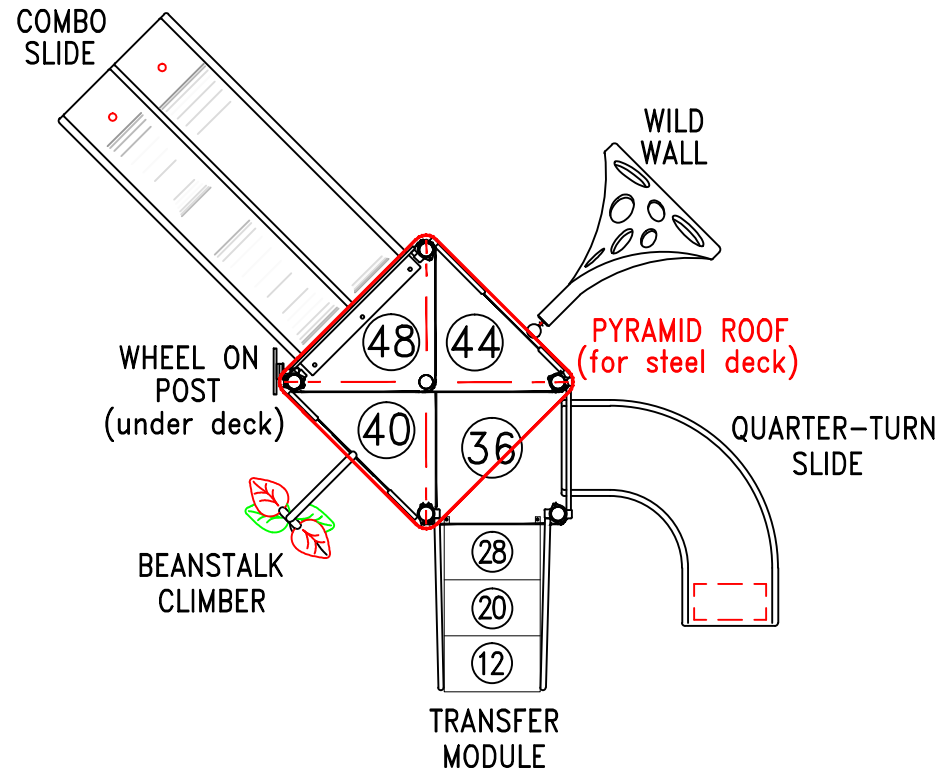 COMBO
SLIDE
WILD
WALL
48
44
PYRAMID ROOF
(for steel deck)
WHEEL ON
POST
(under deck)
40
36
QUARTER-TURN
SLIDE
28
BEANSTALK
CLIMBER
20
12
TRANSFER
MODULE